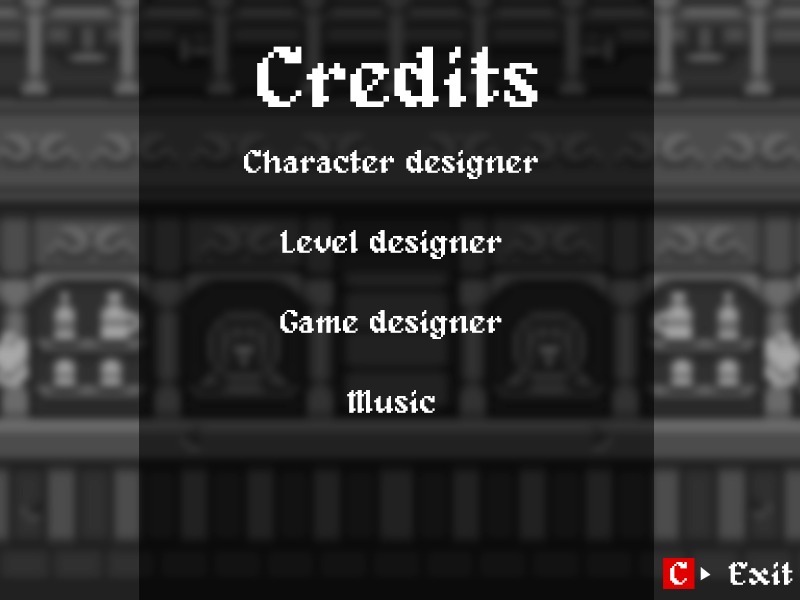 Credits
Character designer
Level designer
Game designer
Music
C Exit